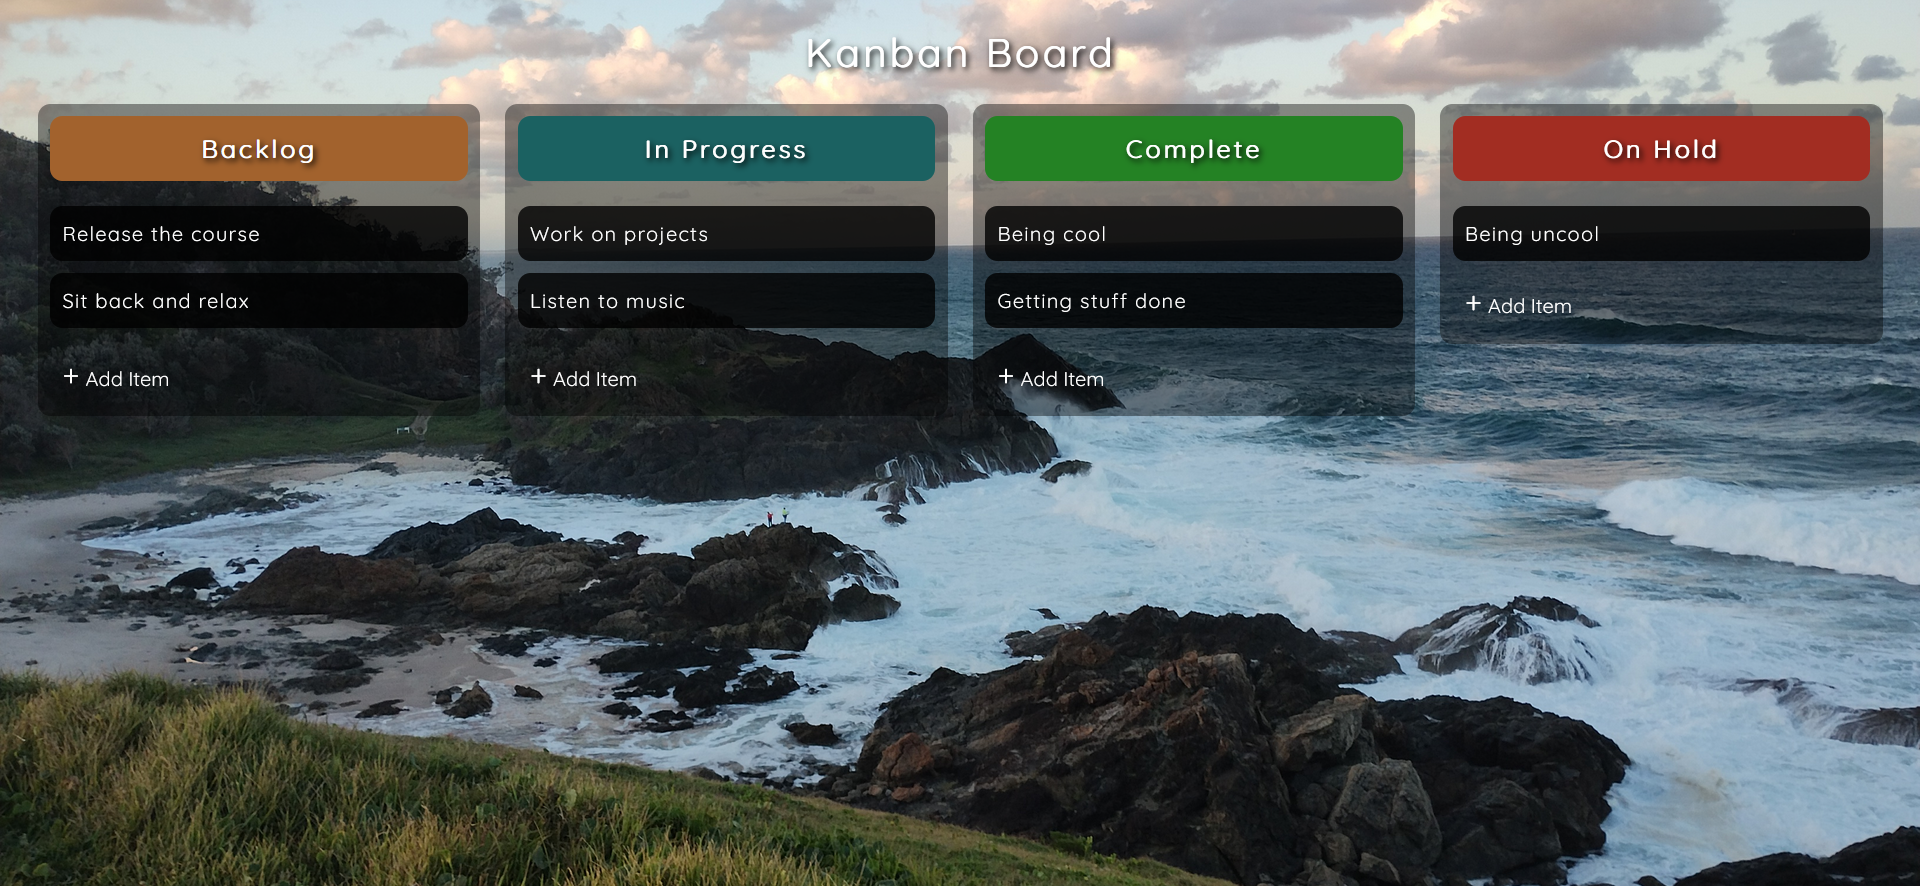 Kanban Board
Backlog
Release the course
Sit back and relax
+ Add Item
In Progress
Work on projects
Listen to music
+ Add Item
Complete
Being cool
Getting stuff done
+ Add Item
On Hold
Being uncool
+ Add Item